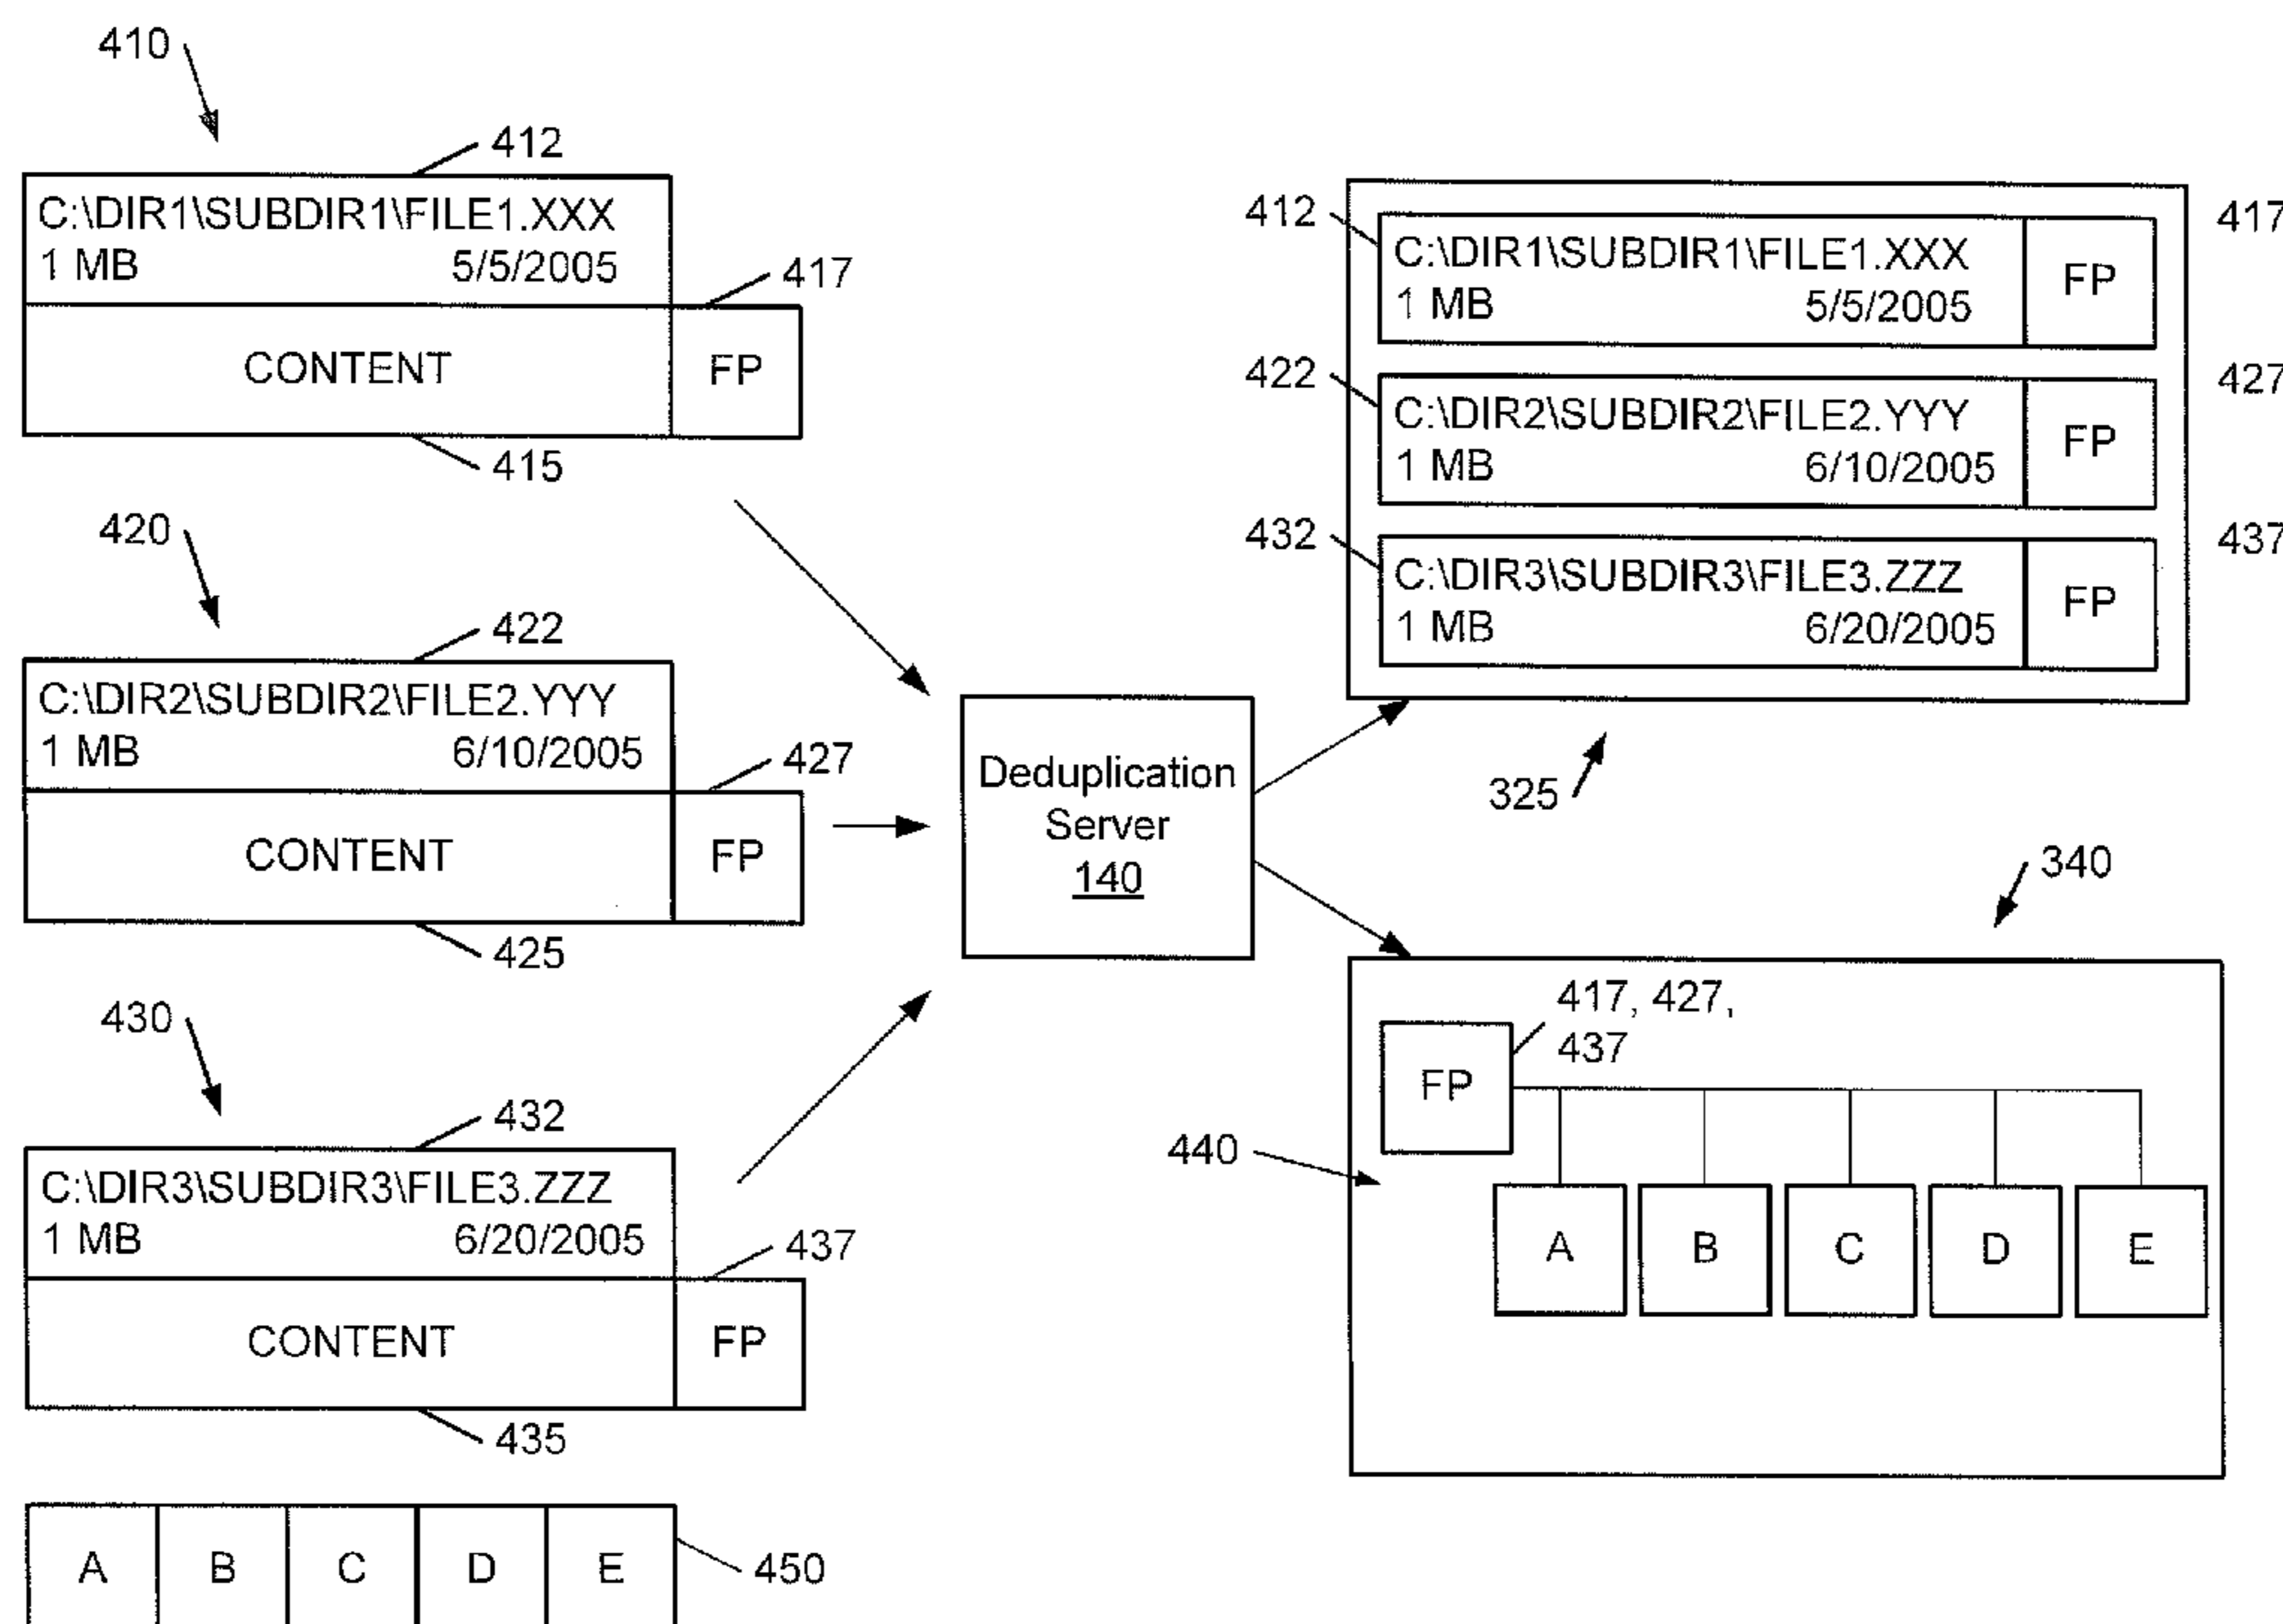 410
412
C:\DIR1\SUBDIR1\FILE1.XXX
1 MB 5/5/2005
417
CONTENT FP
415
420
422
C:\DIR2\SUBDIR2\FILE2.YYY
1 MB 6/10/2005
427
CONTENT FP
425
430
432
C:\DIR3\SUBDIR3\FILE3.ZZZ
1 MB 6/20/2005
437
CONTENT FP
435
A B C D E
450
Deduplication
Server
140
412
417
C:\DIR1\SUBDIR1\FILE1.XXX
1 MB 5/5/2005
FP
422
427
C:\DIR2\SUBDIR2\FILE2.YYY
1 MB 6/10/2005
FP
432
437
C:\DIR3\SUBDIR3\FILE3.ZZZ
1 MB 6/20/2005
FP
325
340
417, 427,
437
FP
440
A B C D E